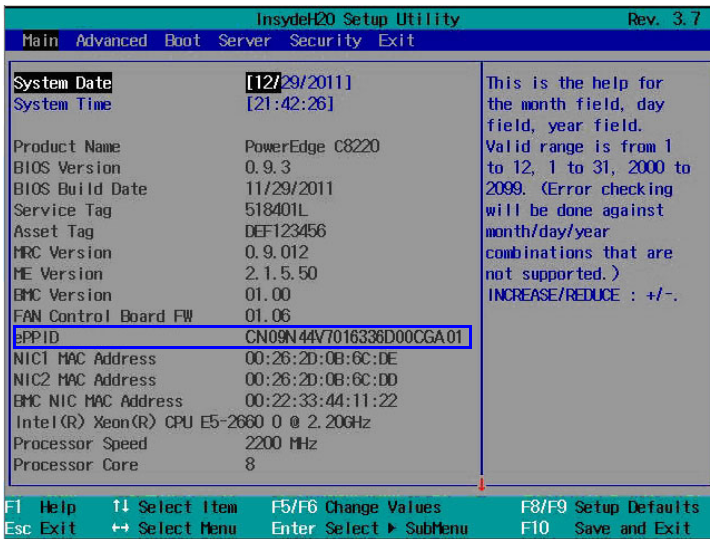 InsydeH2O Setup Utility Rev. 3.7
Main Advanced Boot Server Security Exit
System Date [12/29/2011]
System Time [21:42:26]
Product Name PowerEdge C8220
BIOS Version 0.9.3
BIOS Build Date 11/29/2011
Service Tag 518401L
Asset Tag DEF123456
MRC Version 0.9.012
ME Version 2.1.5.50
BMC Version 01.00
FAN Control Board FW 01.06
ePPID CN09N44V7016336D00CGA01
NIC1 MAC Address 00:26:2D:0B:6C:DE
NIC2 MAC Address 00:26:2D:0B:6C:DD
BMC NIC MAC Address 00:22:33:44:11:22
Intel(R) Xeon(R) CPU E5-2660 0 @ 2.20GHz
Processor Speed 2200 MHz
Processor Core 8
This is the help for
the month field, day
field, year field.
Valid range is from 1
to 12, 1 to 31, 2000 to
2099. (Error checking
will be done against
month/day/year
combinations that are
not supported.)
INCREASE/REDUCE : +/-.
F1 Help ↑↓ Select Item F5/F6 Change Values F8/F9 Setup Defaults
Esc Exit ↔ Select Menu Enter Select ▶ SubMenu F10 Save and Exit